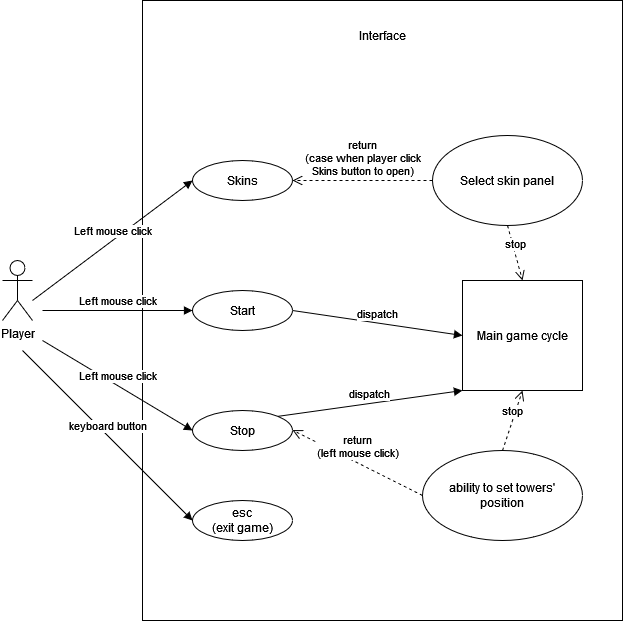 Interface
return
(case when player click
Skins button to open)
Skins
Select skin panel
Left mouse click
stop
Left mouse click
Start
dispatch
Player
Main game cycle
Left mouse click
dispatch
stop
keyboard button
Stop
return
(left mouse click)
ability to set towers'
position
esc
(exit game)